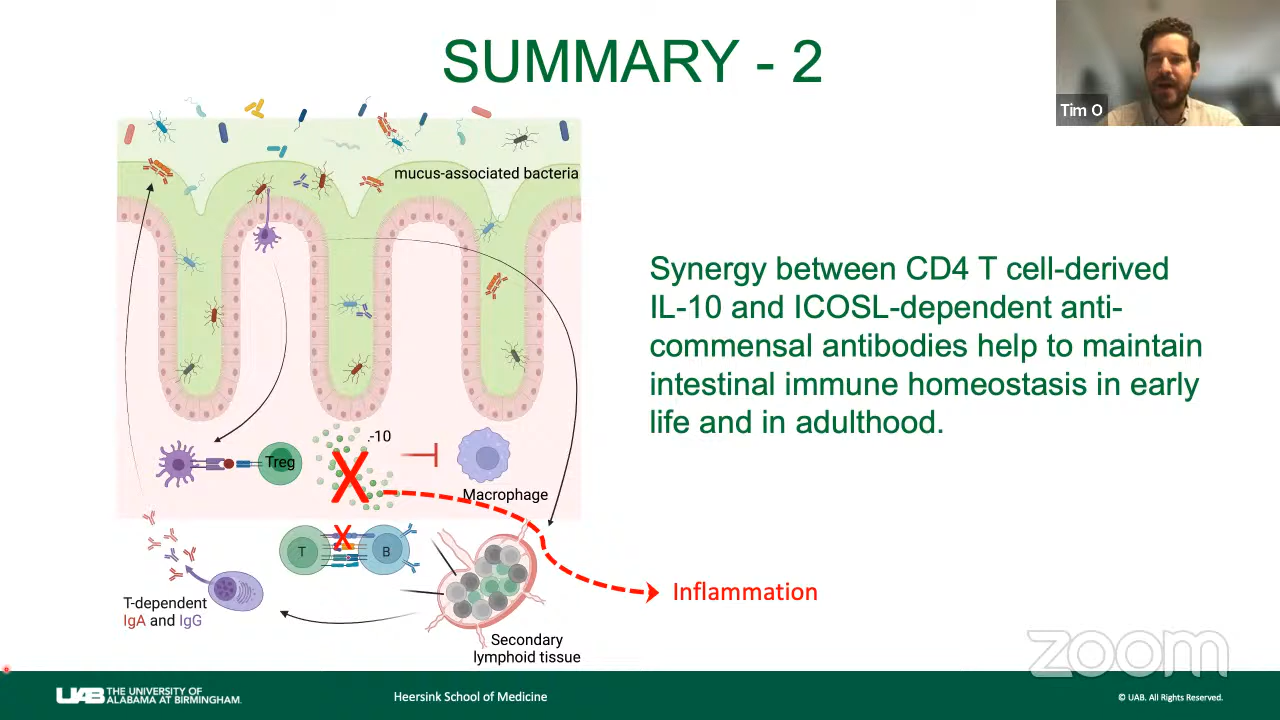 SUMMARY - 2
Tim O
mucus-associated bacteria
Synergy between CD4 T cell-derived
IL-10 and ICOSL-dependent anti-
commensal antibodies help to maintain
intestinal immune homeostasis in early
life and in adulthood.
-10
Treg
Macrophage
T
B
T-dependent
IgA and IgG
Inflammation
Secondary
lymphoid tissue
zoom
UAB THE UNIVERSITY OF
ALABAMA AT BIRMINGHAM.
Heersink School of Medicine
© UAB. All Rights Reserved.